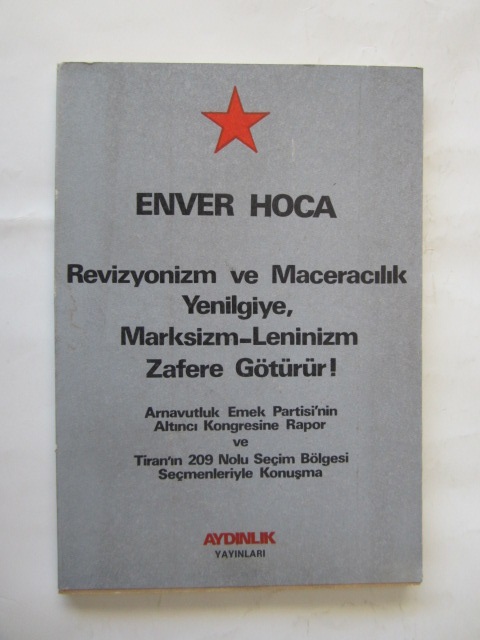 ENVER HOCA
Revizyonizm ve Maceracılık
Yenilgiye,
Marksizm-Leninizm
Zafere Götürür!
Arnavutluk Emek Partisi'nin
Altıncı Kongresine Rapor
ve
Tiran'ın 209 Nolu Seçim Bölgesi
Seçmenleriyle Konuşma
AYDINLIK
YAYINLARI